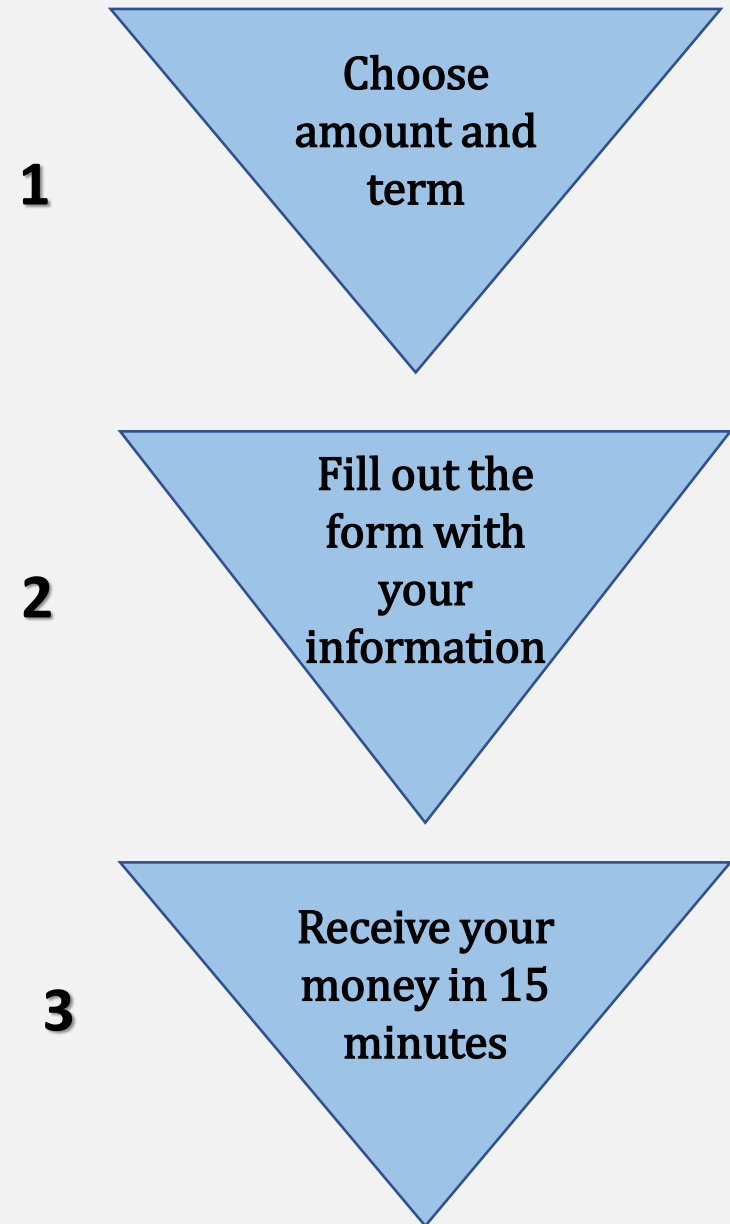 1
Choose
amount and
term
2
Fill out the
form with
your
information
3
Receive your
money in 15
minutes